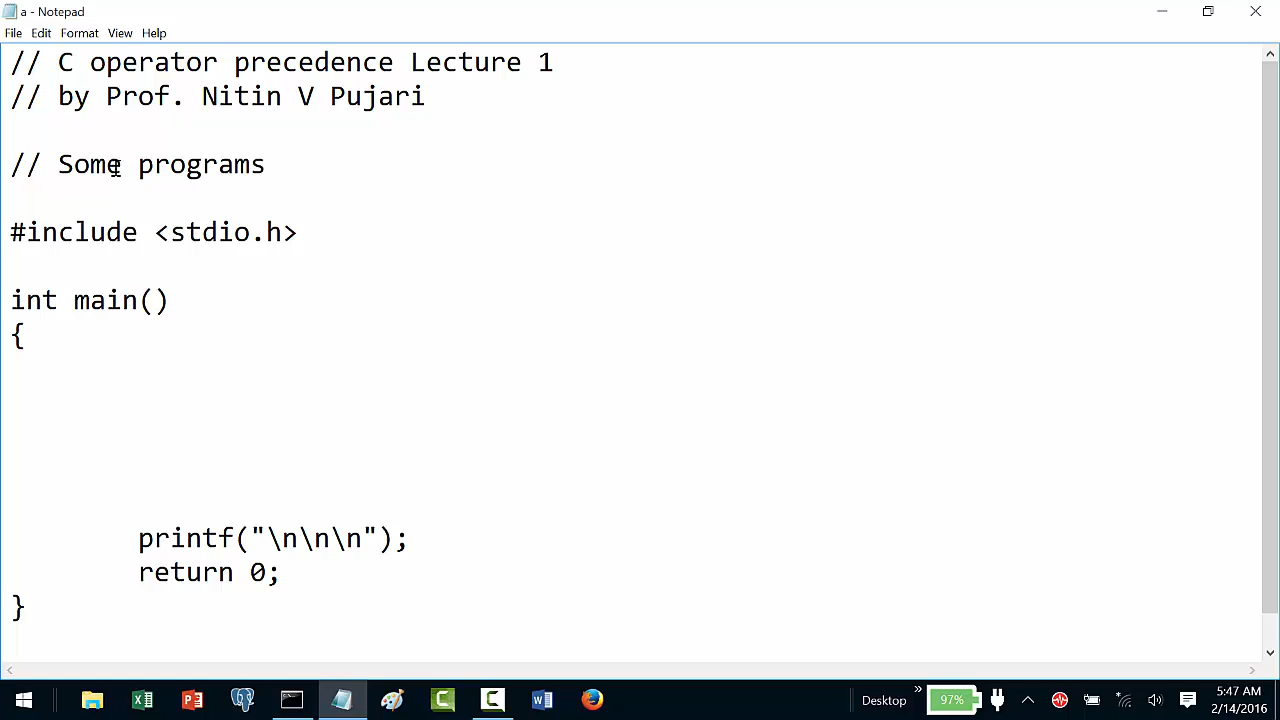 a - Notepad
File Edit Format View Help
// C operator precedence Lecture 1
// by Prof. Nitin V Pujari
// Some programs
#include <stdio.h>
int main()
{
printf("\n\n\n");
return 0;
}
Desktop
97%
5:47 AM
2/14/2016